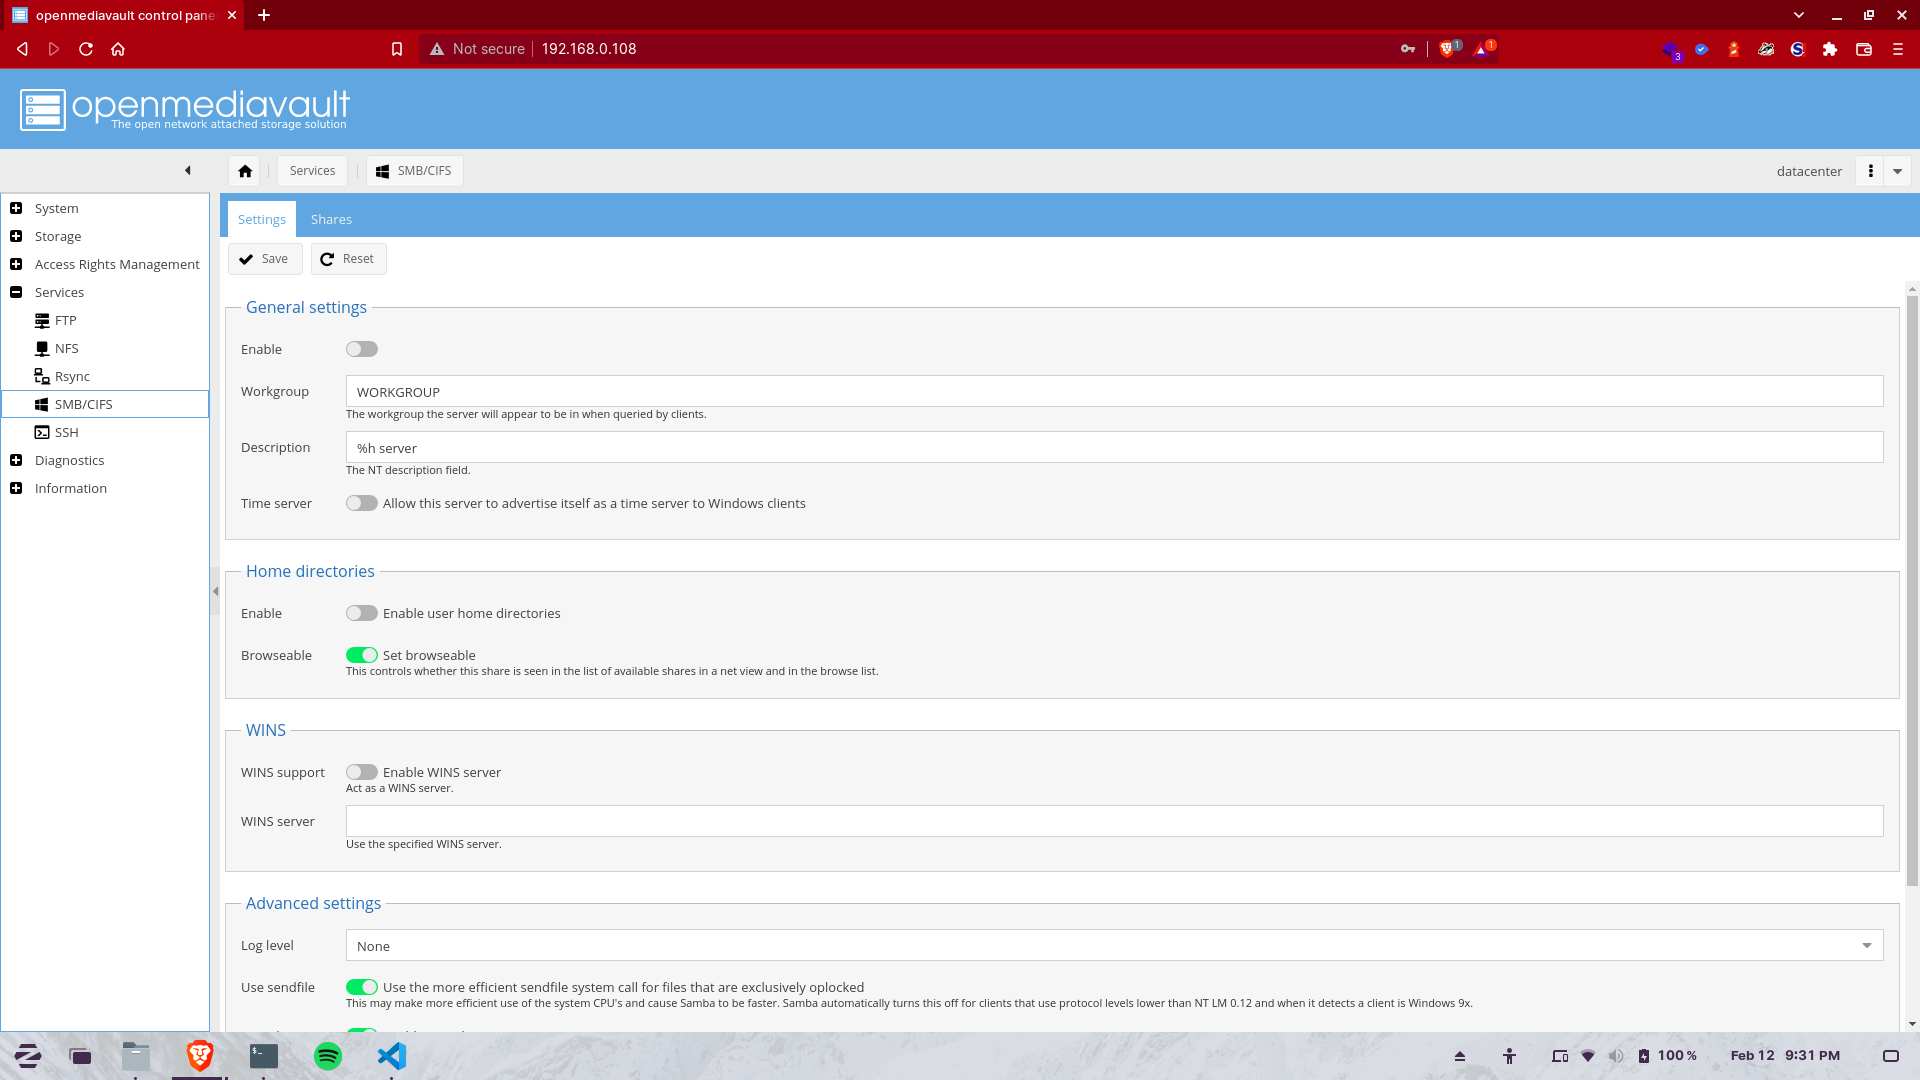 openmediavault control pane
Not secure
192.168.0.108
1
1
3
openmediavault
The open network attached storage solution
Services
SMB/CIFS
datacenter
System
Storage
Access Rights Management
Services
FTP
NFS
Rsync
SMB/CIFS
SSH
Diagnostics
Information
Settings
Shares
Save
Reset
General settings
Enable
Workgroup
WORKGROUP
The workgroup the server will appear to be in when queried by clients.
Description
%h server
The NT description field.
Time server
Allow this server to advertise itself as a time server to Windows clients
Home directories
Enable
Enable user home directories
Browseable
Set browseable
This controls whether this share is seen in the list of available shares in a net view and in the browse list.
WINS
WINS support
Enable WINS server
Act as a WINS server.
WINS server
Use the specified WINS server.
Advanced settings
Log level
None
Use sendfile
Use the more efficient sendfile system call for files that are exclusively oplocked
This may make more efficient use of the system CPU's and cause Samba to be faster. Samba automatically turns this off for clients that use protocol levels lower than NT LM 0.12 and when it detects a client is Windows 9x.
100 %
Feb 12 9:31 PM